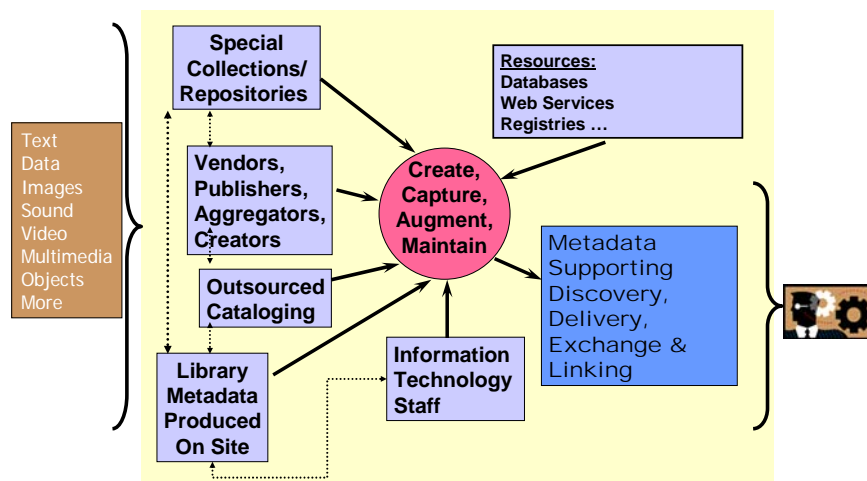 Text
Data
Images
Sound
Video
Multimedia
Objects
More
Special
Collections/
Repositories
Vendors,
Publishers,
Aggregators,
Creators
Outsourced
Cataloging
Library
Metadata
Produced
On Site
Create,
Capture,
Augment,
Maintain
Information
Technology
Staff
Resources:
Databases
Web Services
Registries …
Metadata
Supporting
Discovery,
Delivery,
Exchange &
Linking